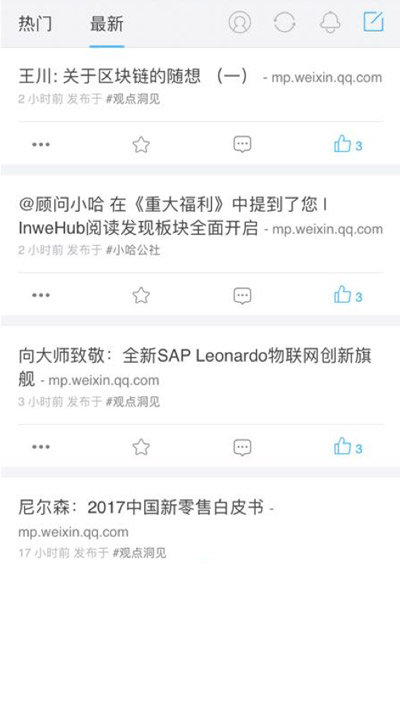 热门 最新
王川: 关于区块链的随想 （一） - mp.weixin.qq.com
2 小时前 发布于 #观点洞见
3
@顾问小哈 在《重大福利》中提到了您 |
InweHub阅读发现板块全面开启 - mp.weixin.qq.com
2 小时前 发布于 #小哈公社
3
向大师致敬：全新SAP Leonardo物联网创新旗
舰 - mp.weixin.qq.com
3 小时前 发布于 #观点洞见
3
尼尔森：2017中国新零售白皮书 -
mp.weixin.qq.com
17 小时前 发布于 #观点洞见